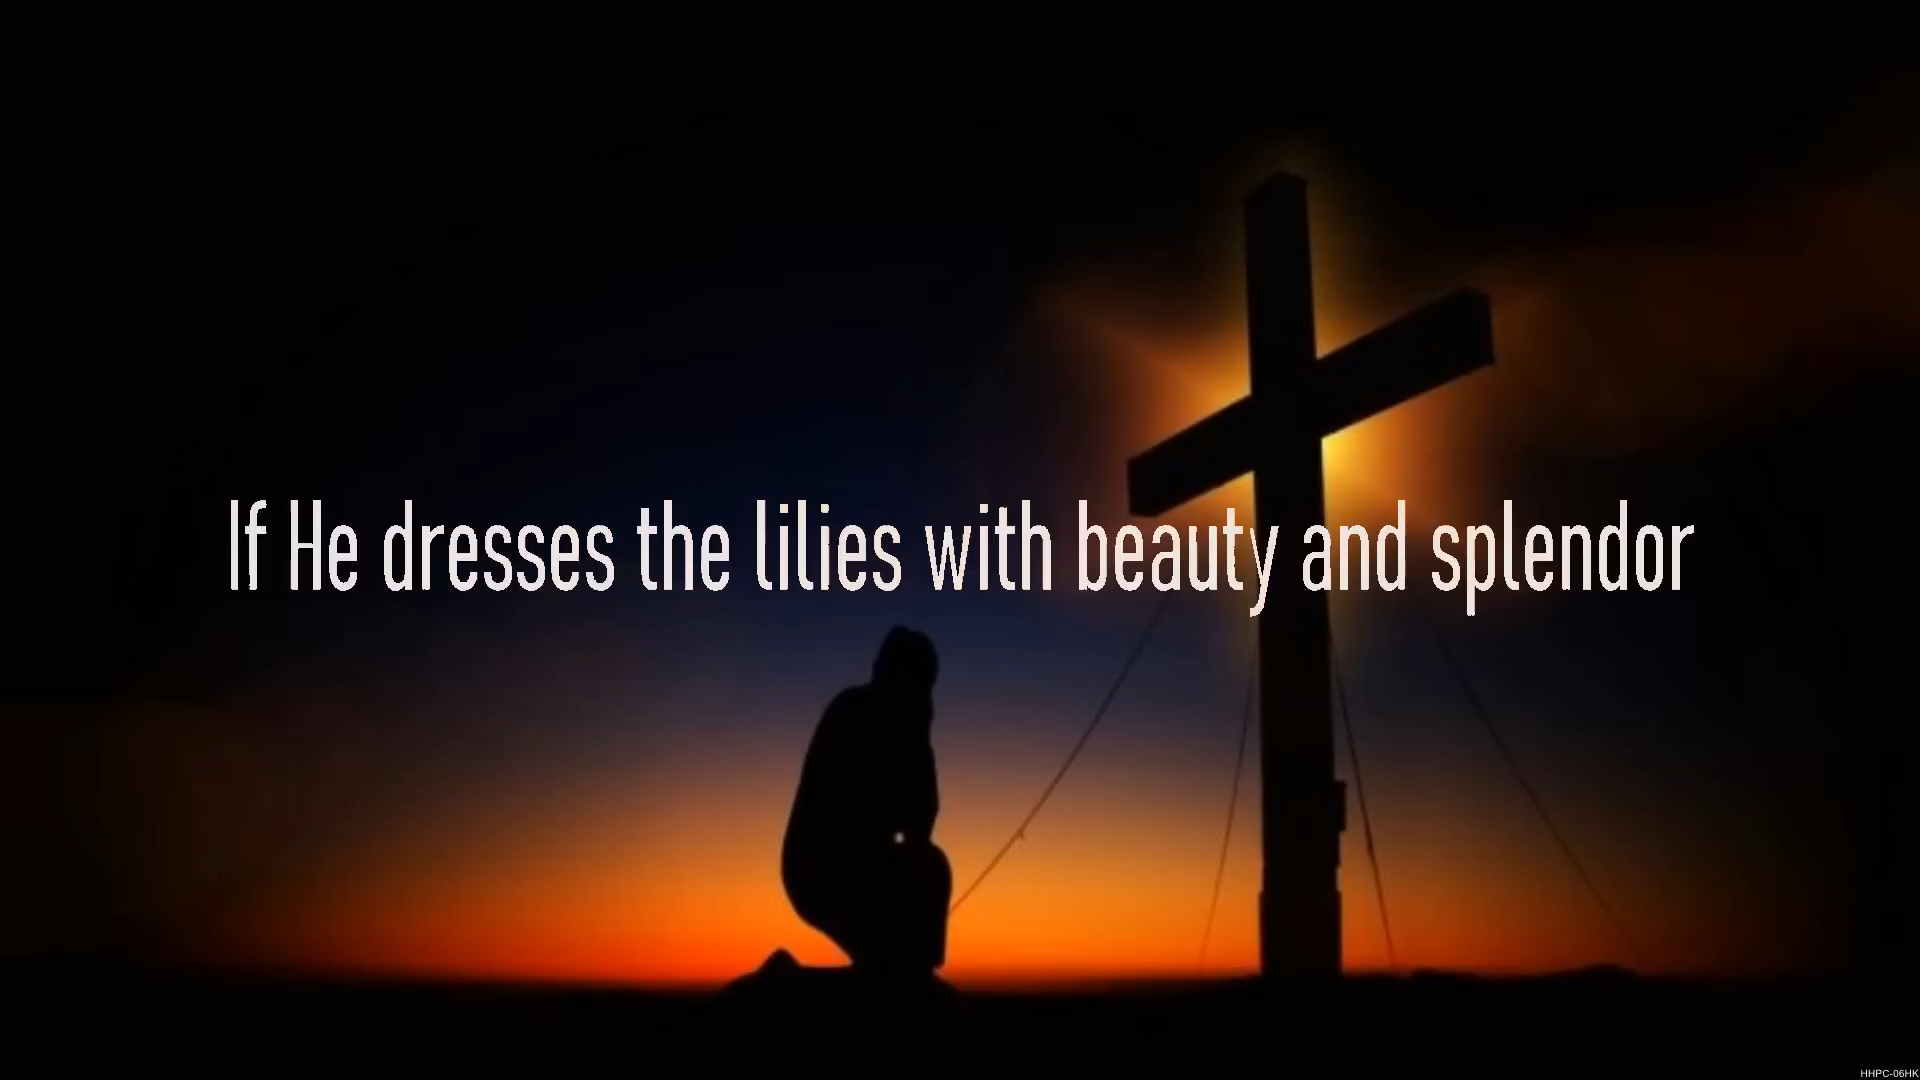 If He dresses the lilies with beauty and splendor
HHPC-06HK